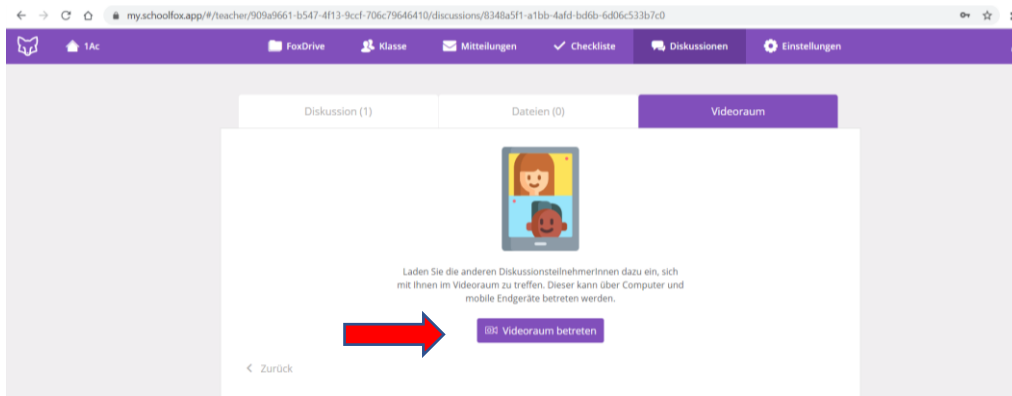 my.schoolfox.app/#/teacher/909a9661-b547-4f13-9ccf-706c79646410/discussions/8348a5f1-a1bb-4afd-bd6b-6d06c533b7c0
1Ac FoxDrive Klasse Mitteilungen Checkliste Diskussionen Einstellungen
Diskussion (1) Dateien (0) Videoraum
Laden Sie die anderen DiskussionsteilnehmerInnen dazu ein, sich
mit Ihnen im Videoraum zu treffen. Dieser kann über Computer und
mobile Endgeräte betreten werden.
Videoraum betreten
Zurück